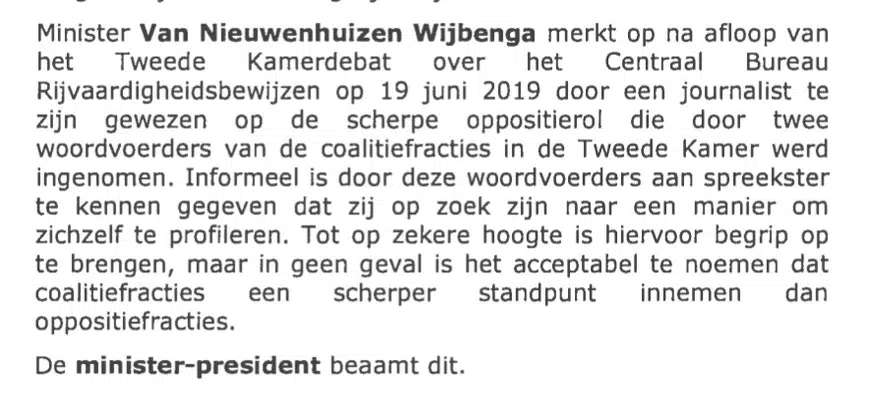 Minister Van Nieuwenhuizen Wijbenga merkt op na afloop van
het Tweede Kamerdebat over het Centraal Bureau
Rijvaardigheidsbewijzen op 19 juni 2019 door een journalist te
zijn gewezen op de scherpe oppositierol die door twee
woordvoerders van de coalitiefracties in de Tweede Kamer werd
ingenomen. Informeel is door deze woordvoerders aan spreekster
te kennen gegeven dat zij op zoek zijn naar een manier om
zichzelf te profileren. Tot op zekere hoogte is hiervoor begrip op
te brengen, maar in geen geval is het acceptabel te noemen dat
coalitiefracties een scherper standpunt innemen dan
oppositiefracties.
De minister-president beaamt dit.